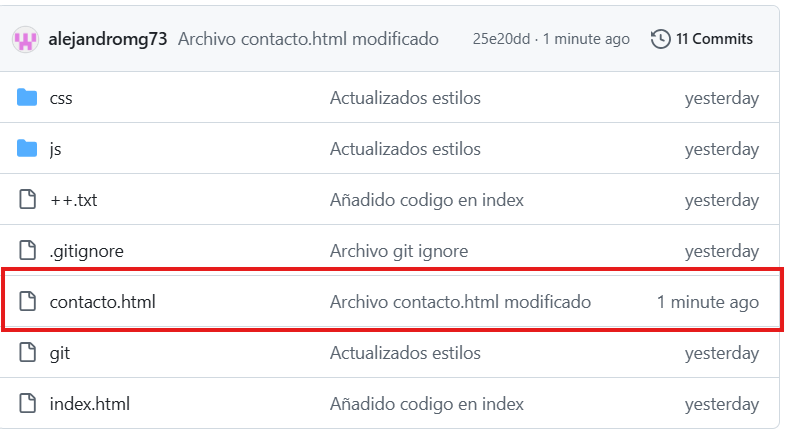 alejandromg73 Archivo contacto.html modificado 25e20dd · 1 minute ago 11 Commits
css Actualizados estilos yesterday
js Actualizados estilos yesterday
++.txt Añadido codigo en index yesterday
.gitignore Archivo git ignore yesterday
contacto.html Archivo contacto.html modificado 1 minute ago
git Actualizados estilos yesterday
index.html Añadido codigo en index yesterday